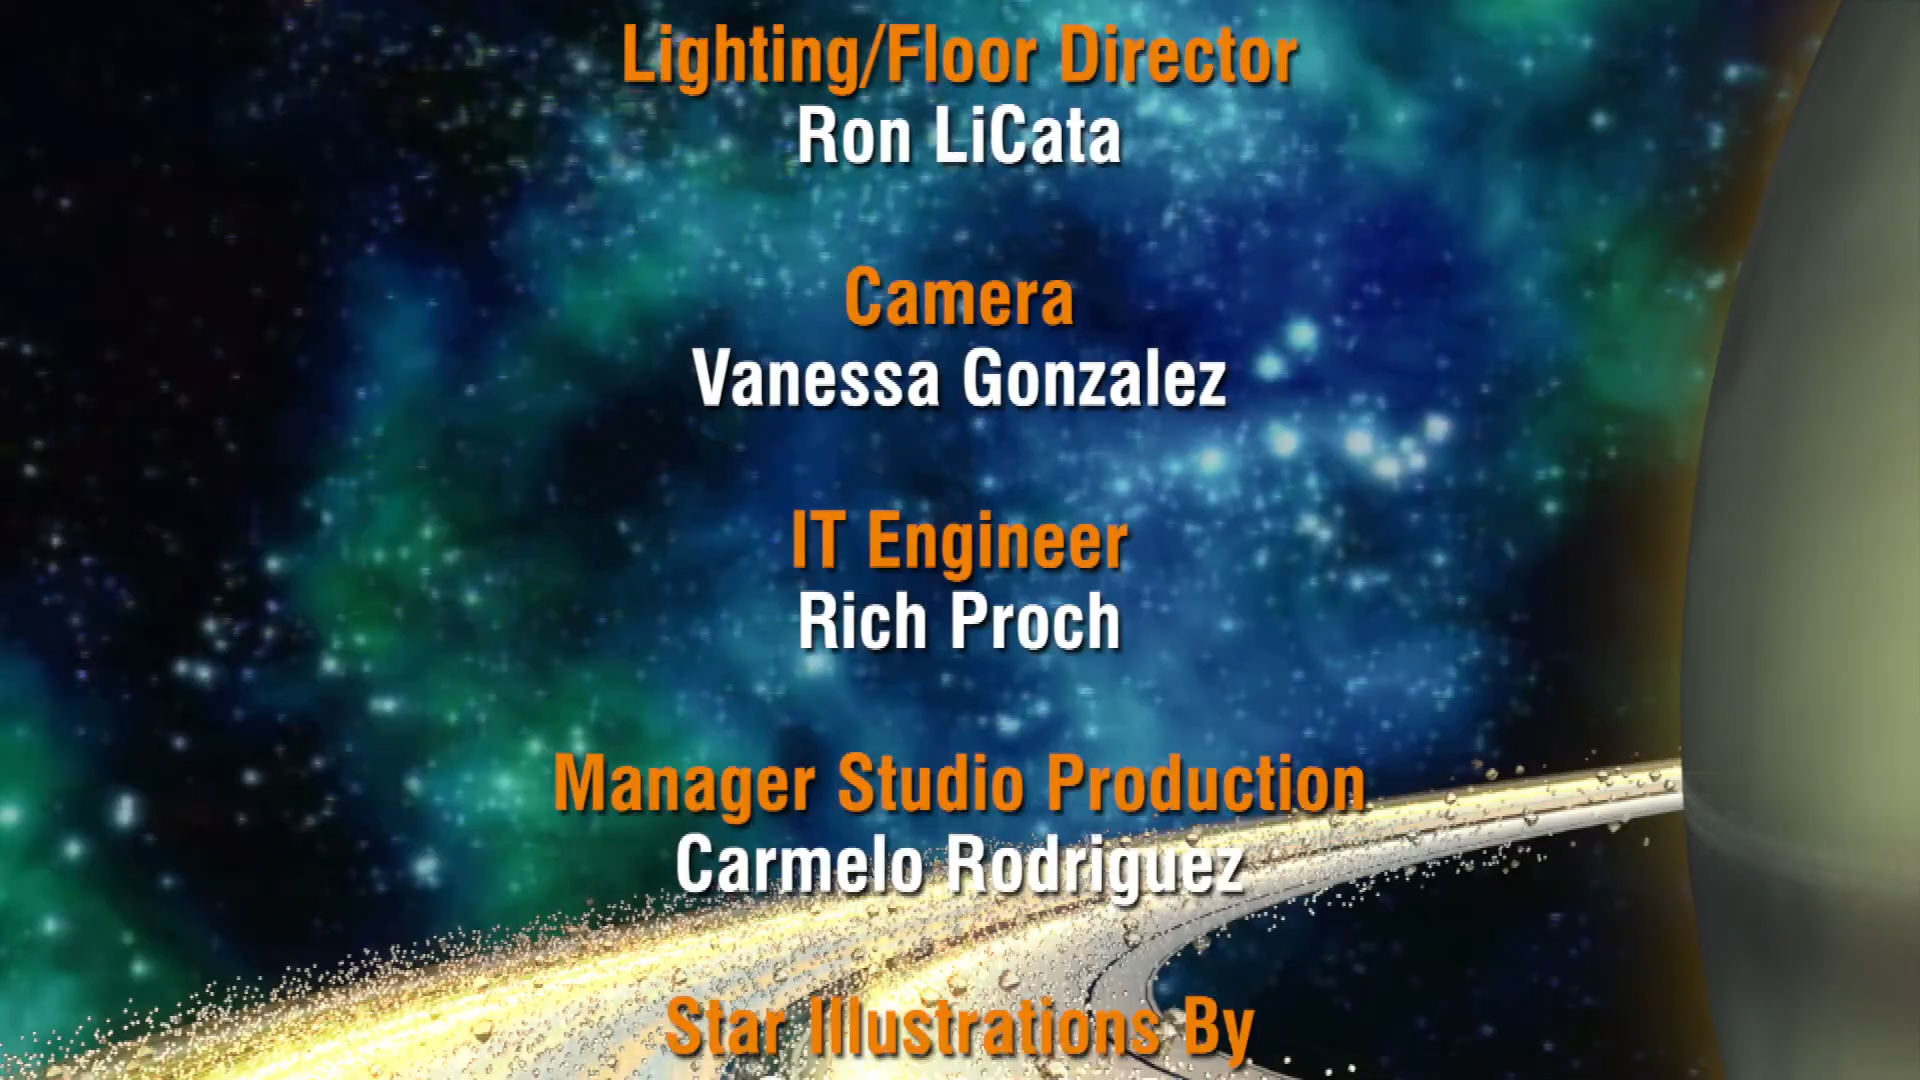 Lighting/Floor Director
Ron LiCata
Camera
Vanessa Gonzalez
IT Engineer
Rich Proch
Manager Studio Production
Carmelo Rodriguez
Star Illustrations By